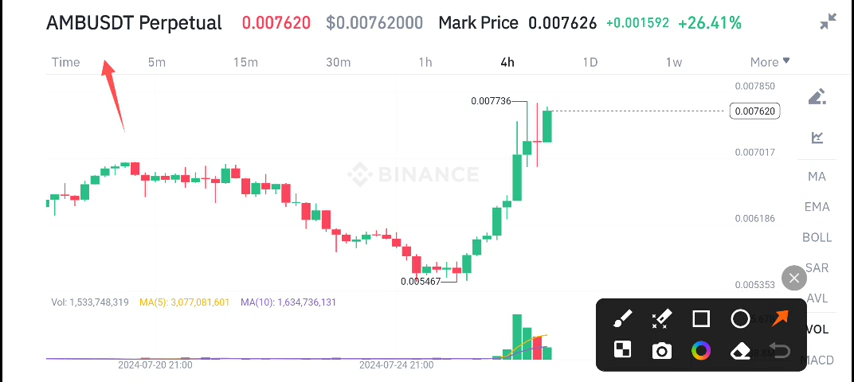 AMBUSDT Perpetual 0.007620 $0.00762000 Mark Price 0.007626 +0.001592 +26.41%
Time 5m 15m 30m 1h 4h 1D 1w More
0.007850
0.007736
0.007620
0.007017
BINANCE
MA
EMA
0.006186
BOLL
SAR
0.005467
0.005353
AVL
Vol: 1,533,748,319 MA(5): 3,077,081,601 MA(10): 1,634,736,131
VOL
MACD
2024-07-20 21:00 2024-07-24 21:00